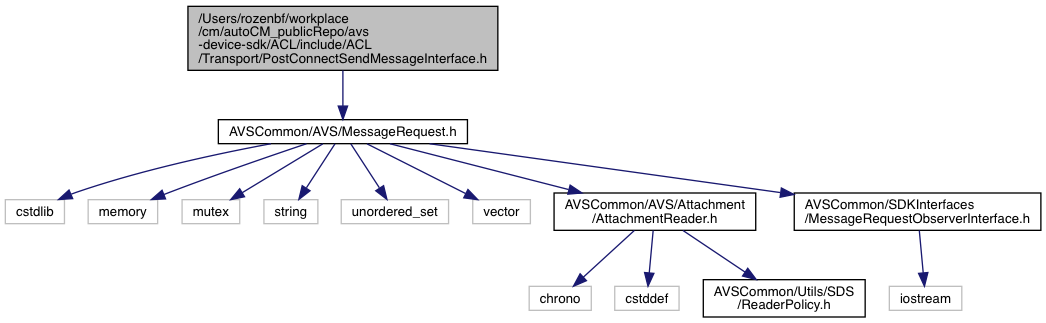 /Users/rozenbf/workplace
/cm/autoCM_publicRepo/avs
-device-sdk/ACL/include/ACL
/Transport/PostConnectSendMessageInterface.h
AVSCommon/AVS/MessageRequest.h
cstdlib
memory
mutex
string
unordered_set
vector
AVSCommon/AVS/Attachment
/AttachmentReader.h
AVSCommon/SDKInterfaces
/MessageRequestObserverInterface.h
chrono
cstddef
AVSCommon/Utils/SDS
/ReaderPolicy.h
iostream